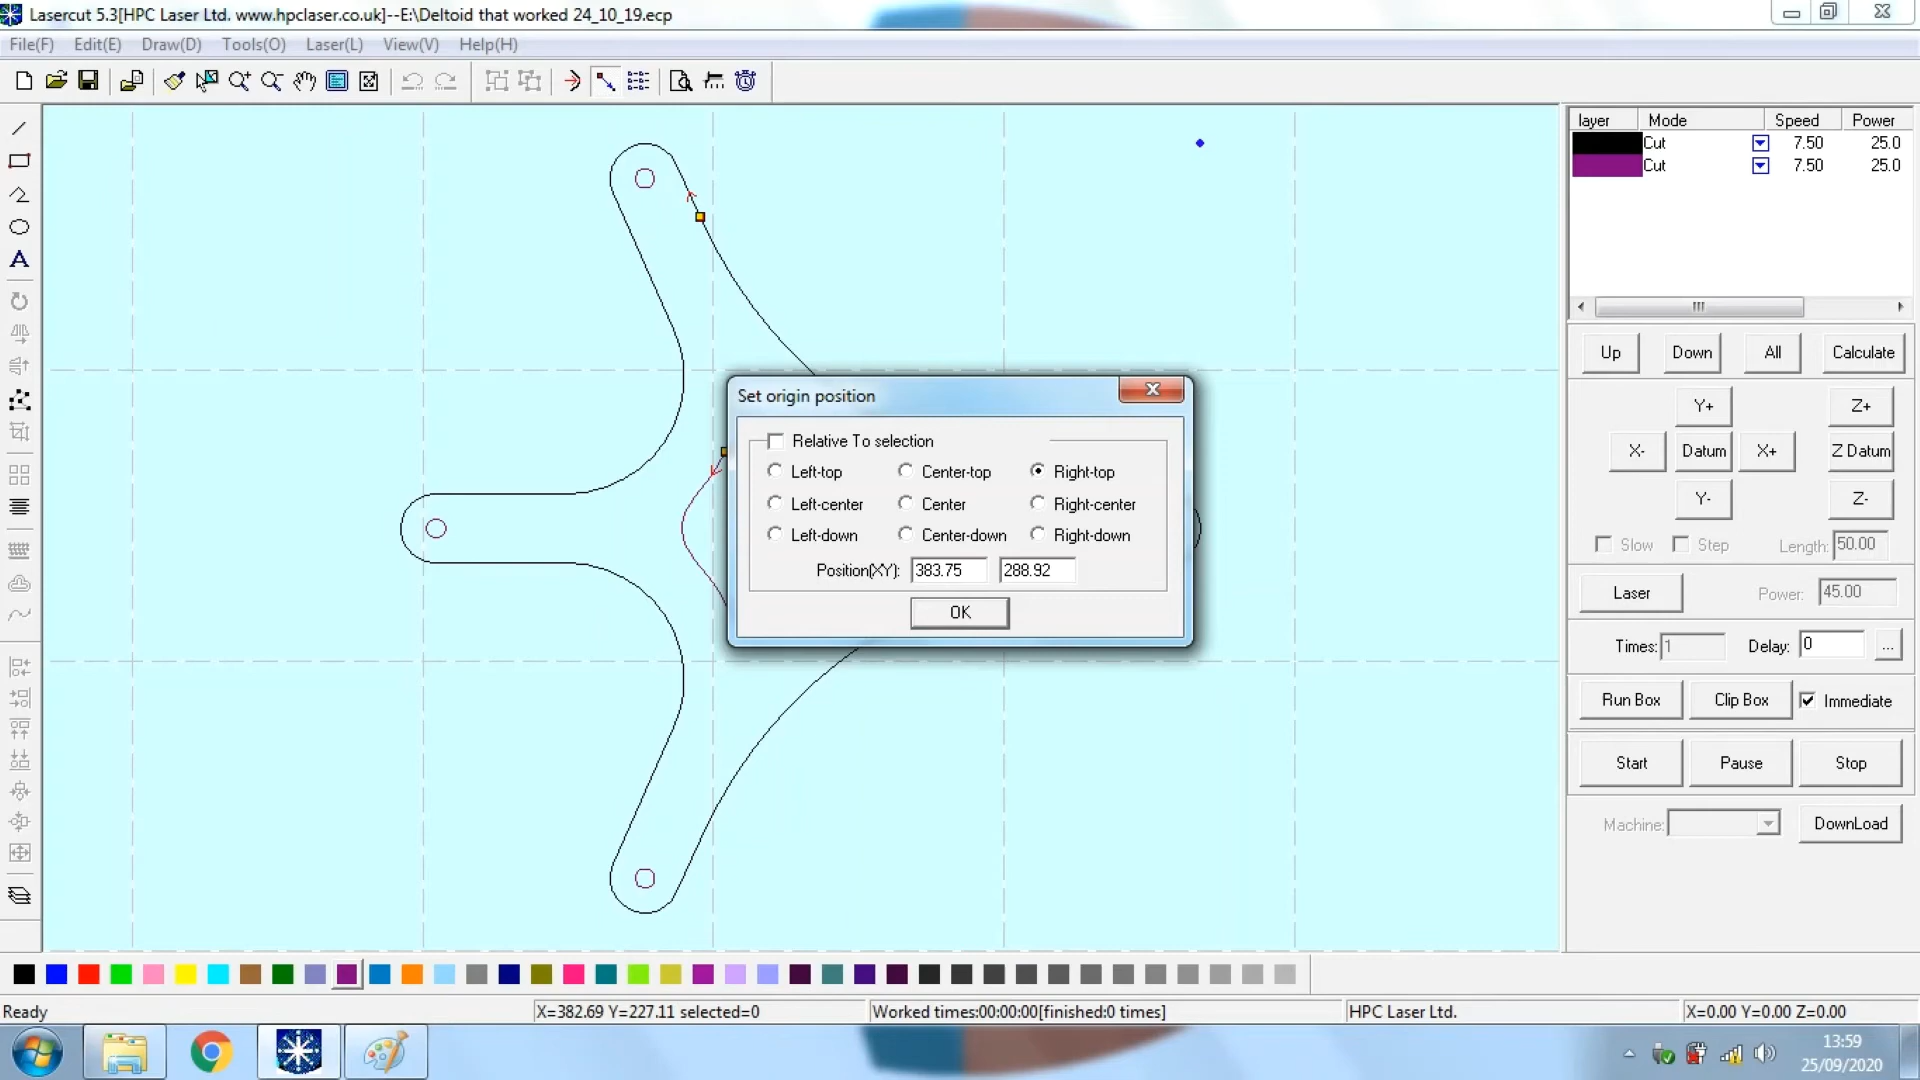 Lasercut 5.3[HPC Laser Ltd. www.hpclaser.co.uk]--E:\Deltoid that worked 24_10_19.ecp
File(F) Edit(E) Draw(D) Tools(O) Laser(L) View(V) Help(H)
layer Mode Speed Power
Cut 7.50 25.0
Cut 7.50 25.0
Up Down All Calculate
Y+ Z+
X- Datum X+ Z Datum
Y- Z-
Slow Step Length: 50.00
Laser Power: 45.00
Times: 1 Delay: 0 ...
Run Box Clip Box Immediate
Start Pause Stop
Machine: DownLoad
Set origin position
Relative To selection
Left-top Center-top Right-top
Left-center Center Right-center
Left-down Center-down Right-down
Position(XY): 383.75 288.92
OK
A
Ready X=382.69 Y=227.11 selected=0 Worked times:00:00:00[finished:0 times] HPC Laser Ltd. X=0.00 Y=0.00 Z=0.00
13:59
25/09/2020